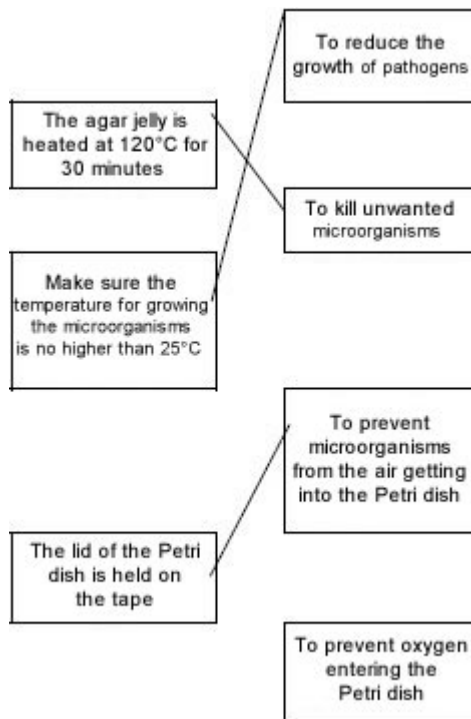 To reduce the
growth of pathogens
The agar jelly is
heated at 120°C for
30 minutes
To kill unwanted
microorganisms
Make sure the
temperature for growing
the microorganisms
is no higher than 25°C
To prevent
microorganisms
from the air getting
into the Petri dish
The lid of the Petri
dish is held on
the tape
To prevent oxygen
entering the
Petri dish